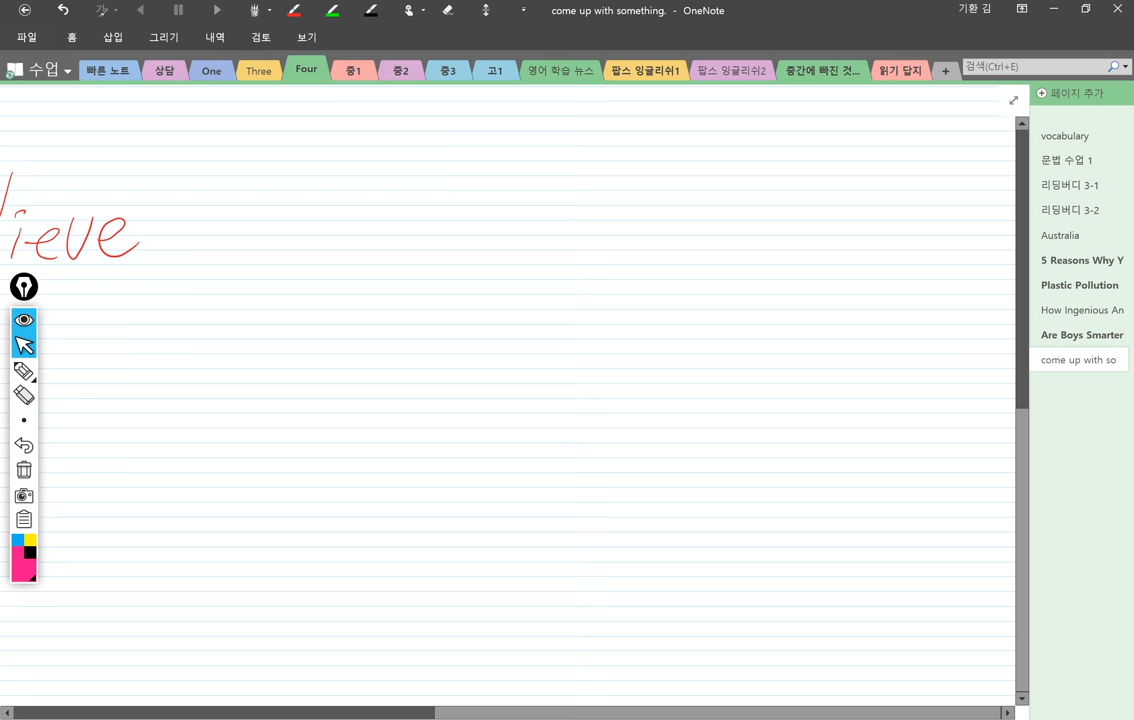 come up with something. - OneNote
기환 김
파일 홈 삽입 그리기 내역 검토 보기
수업 빠른 노트 상담 One Three Four 중1 중2 중3 고1 영어 학습 뉴스 팝스 잉글리쉬1 팝스 잉글리쉬2 중간에 빠진 것... 읽기 답지 + 검색(Ctrl+E)
페이지 추가
vocabulary
문법 수업 1
리딩버디 3-1
리딩버디 3-2
Australia
5 Reasons Why Y
Plastic Pollution
How Ingenious An
Are Boys Smarter
come up with so
lieve